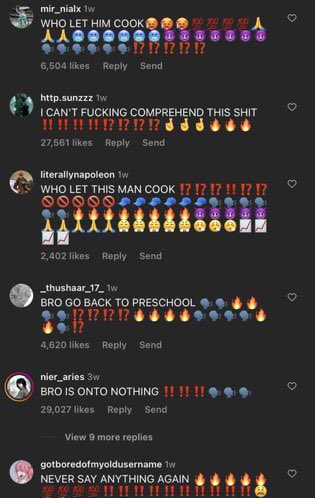 mir_nialx 1w
WHO LET HIM COOK🥵🥵🥵💯💯💯💯🙏
🙏🙏🥶🥶🥶🥶🥶🥶😈😈😈😈😈😈😈
🗣️🗣️🗣️🗣️🗣️🗣️⁉️⁉️⁉️⁉️⁉️⁉️
6,504 likes Reply Send
http.sunzzz 1w
I CAN'T FUCKING COMPREHEND THIS SHIT
‼️‼️‼️‼️⁉️⁉️⁉️⁉️🤞🤞🤞🔥🔥🔥
27,561 likes Reply Send
literallynapoleon 1w
WHO LET THIS MAN COOK ⁉️⁉️⁉️‼️⁉️⁉️
🚫🚫🚫🚫🚫🧢🧢🧢🧢🧢🧢🗣️🗣️🗣️🗣️
🗣️🗣️🔥🔥🔥🔥🔥🔥🔥🔥😈😈😈😈😈
🙏🙏🙏🙏🙏😤😤😤😤😤😮‍💨😮‍💨😮‍💨📈📈
📈📈
2,402 likes Reply Send
_thushaar_17_ 1w
BRO GO BACK TO PRESCHOOL 🗣️🗣️🔥🔥
🗣️🗣️⁉️⁉️⁉️⁉️🔥🔥🔥🔥🗣️🗣️🗣️🗣️🔥
🔥🗣️⁉️
4,620 likes Reply Send
nier_aries 3w
BRO IS ONTO NOTHING ‼️‼️‼️🗣️🗣️🗣️
29,027 likes Reply Send
View 9 more replies
gotboredofmyoldusername 1w
NEVER SAY ANYTHING AGAIN 🔥🔥🔥🔥🔥
💯💯💯💯‼️‼️‼️‼️‼️‼️‼️‼️‼️😫